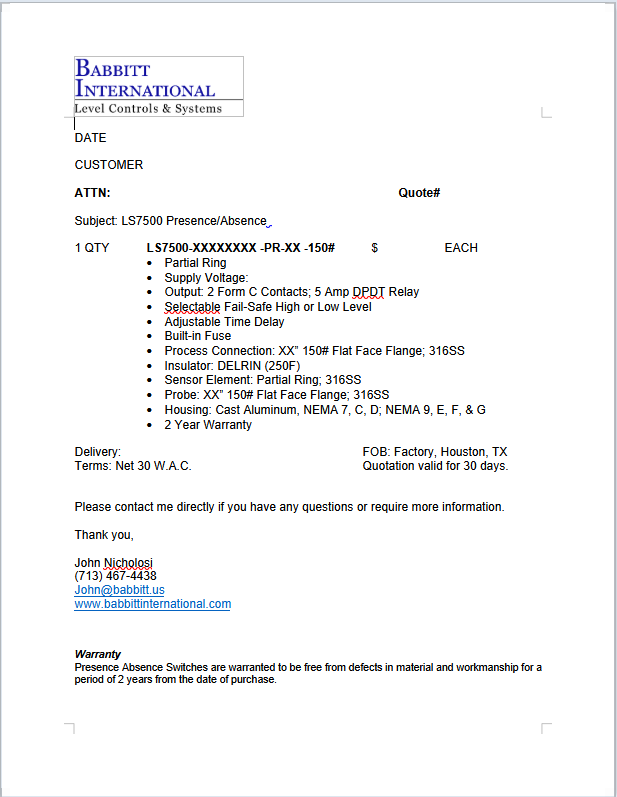 BABBITT
INTERNATIONAL
Level Controls & Systems
DATE
CUSTOMER
ATTN: Quote#
Subject: LS7500 Presence/Absence
1 QTY LS7500-XXXXXXXX -PR-XX -150# $ EACH
• Partial Ring
• Supply Voltage:
• Output: 2 Form C Contacts; 5 Amp DPDT Relay
• Selectable Fail-Safe High or Low Level
• Adjustable Time Delay
• Built-in Fuse
• Process Connection: XX” 150# Flat Face Flange; 316SS
• Insulator: DELRIN (250F)
• Sensor Element: Partial Ring; 316SS
• Probe: XX” 150# Flat Face Flange; 316SS
• Housing: Cast Aluminum, NEMA 7, C, D; NEMA 9, E, F, & G
• 2 Year Warranty
Delivery: FOB: Factory, Houston, TX
Terms: Net 30 W.A.C. Quotation valid for 30 days.
Please contact me directly if you have any questions or require more information.
Thank you,
John Nicholosi
(713) 467-4438
John@babbitt.us
www.babbittinternational.com
Warranty
Presence Absence Switches are warranted to be free from defects in material and workmanship for a
period of 2 years from the date of purchase.